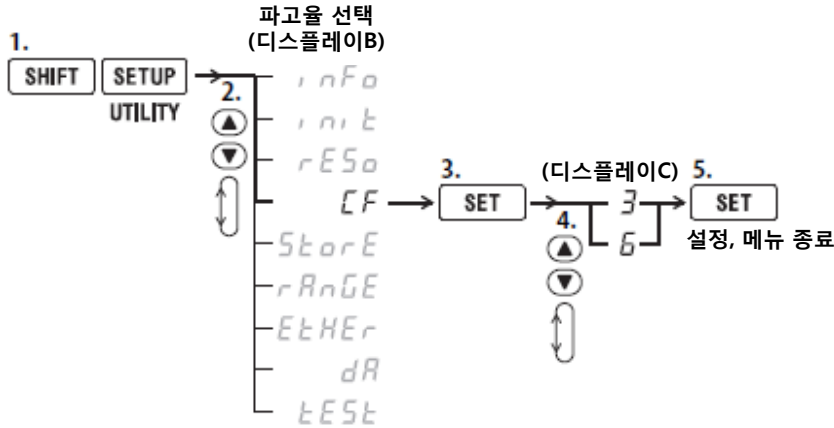 파고율 선택
(디스플레이B)
1.
SHIFT SETUP
UTILITY
2.
inFo
init
rESo
CF
StorE
rAnGE
EtHEr
dA
tESt
3.
SET
(디스플레이C)
4.
3
6
5.
SET
설정, 메뉴 종료